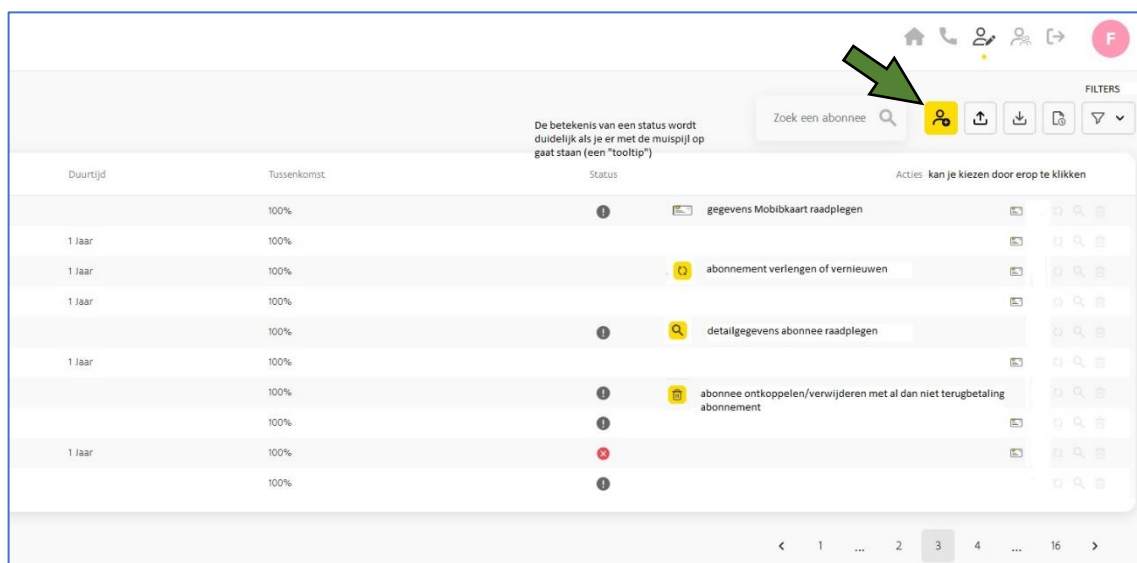 F
FILTERS
Zoek een abonnee
De betekenis van een status wordt
duidelijk als je er met de muispijl op
gaat staan (een "tooltip")
Duurtijd Tussenkomst Status Acties kan je kiezen door erop te klikken
100% gegevens Mobibkaart raadplegen
1 Jaar 100%
1 Jaar 100% abonnement verlengen of vernieuwen
1 Jaar 100%
100% detailgegevens abonnee raadplegen
1 Jaar 100%
100% abonnee ontkoppelen/verwijderen met al dan niet terugbetaling
abonnement
100%
1 Jaar 100%
100%
1 ... 2 3 4 ... 16